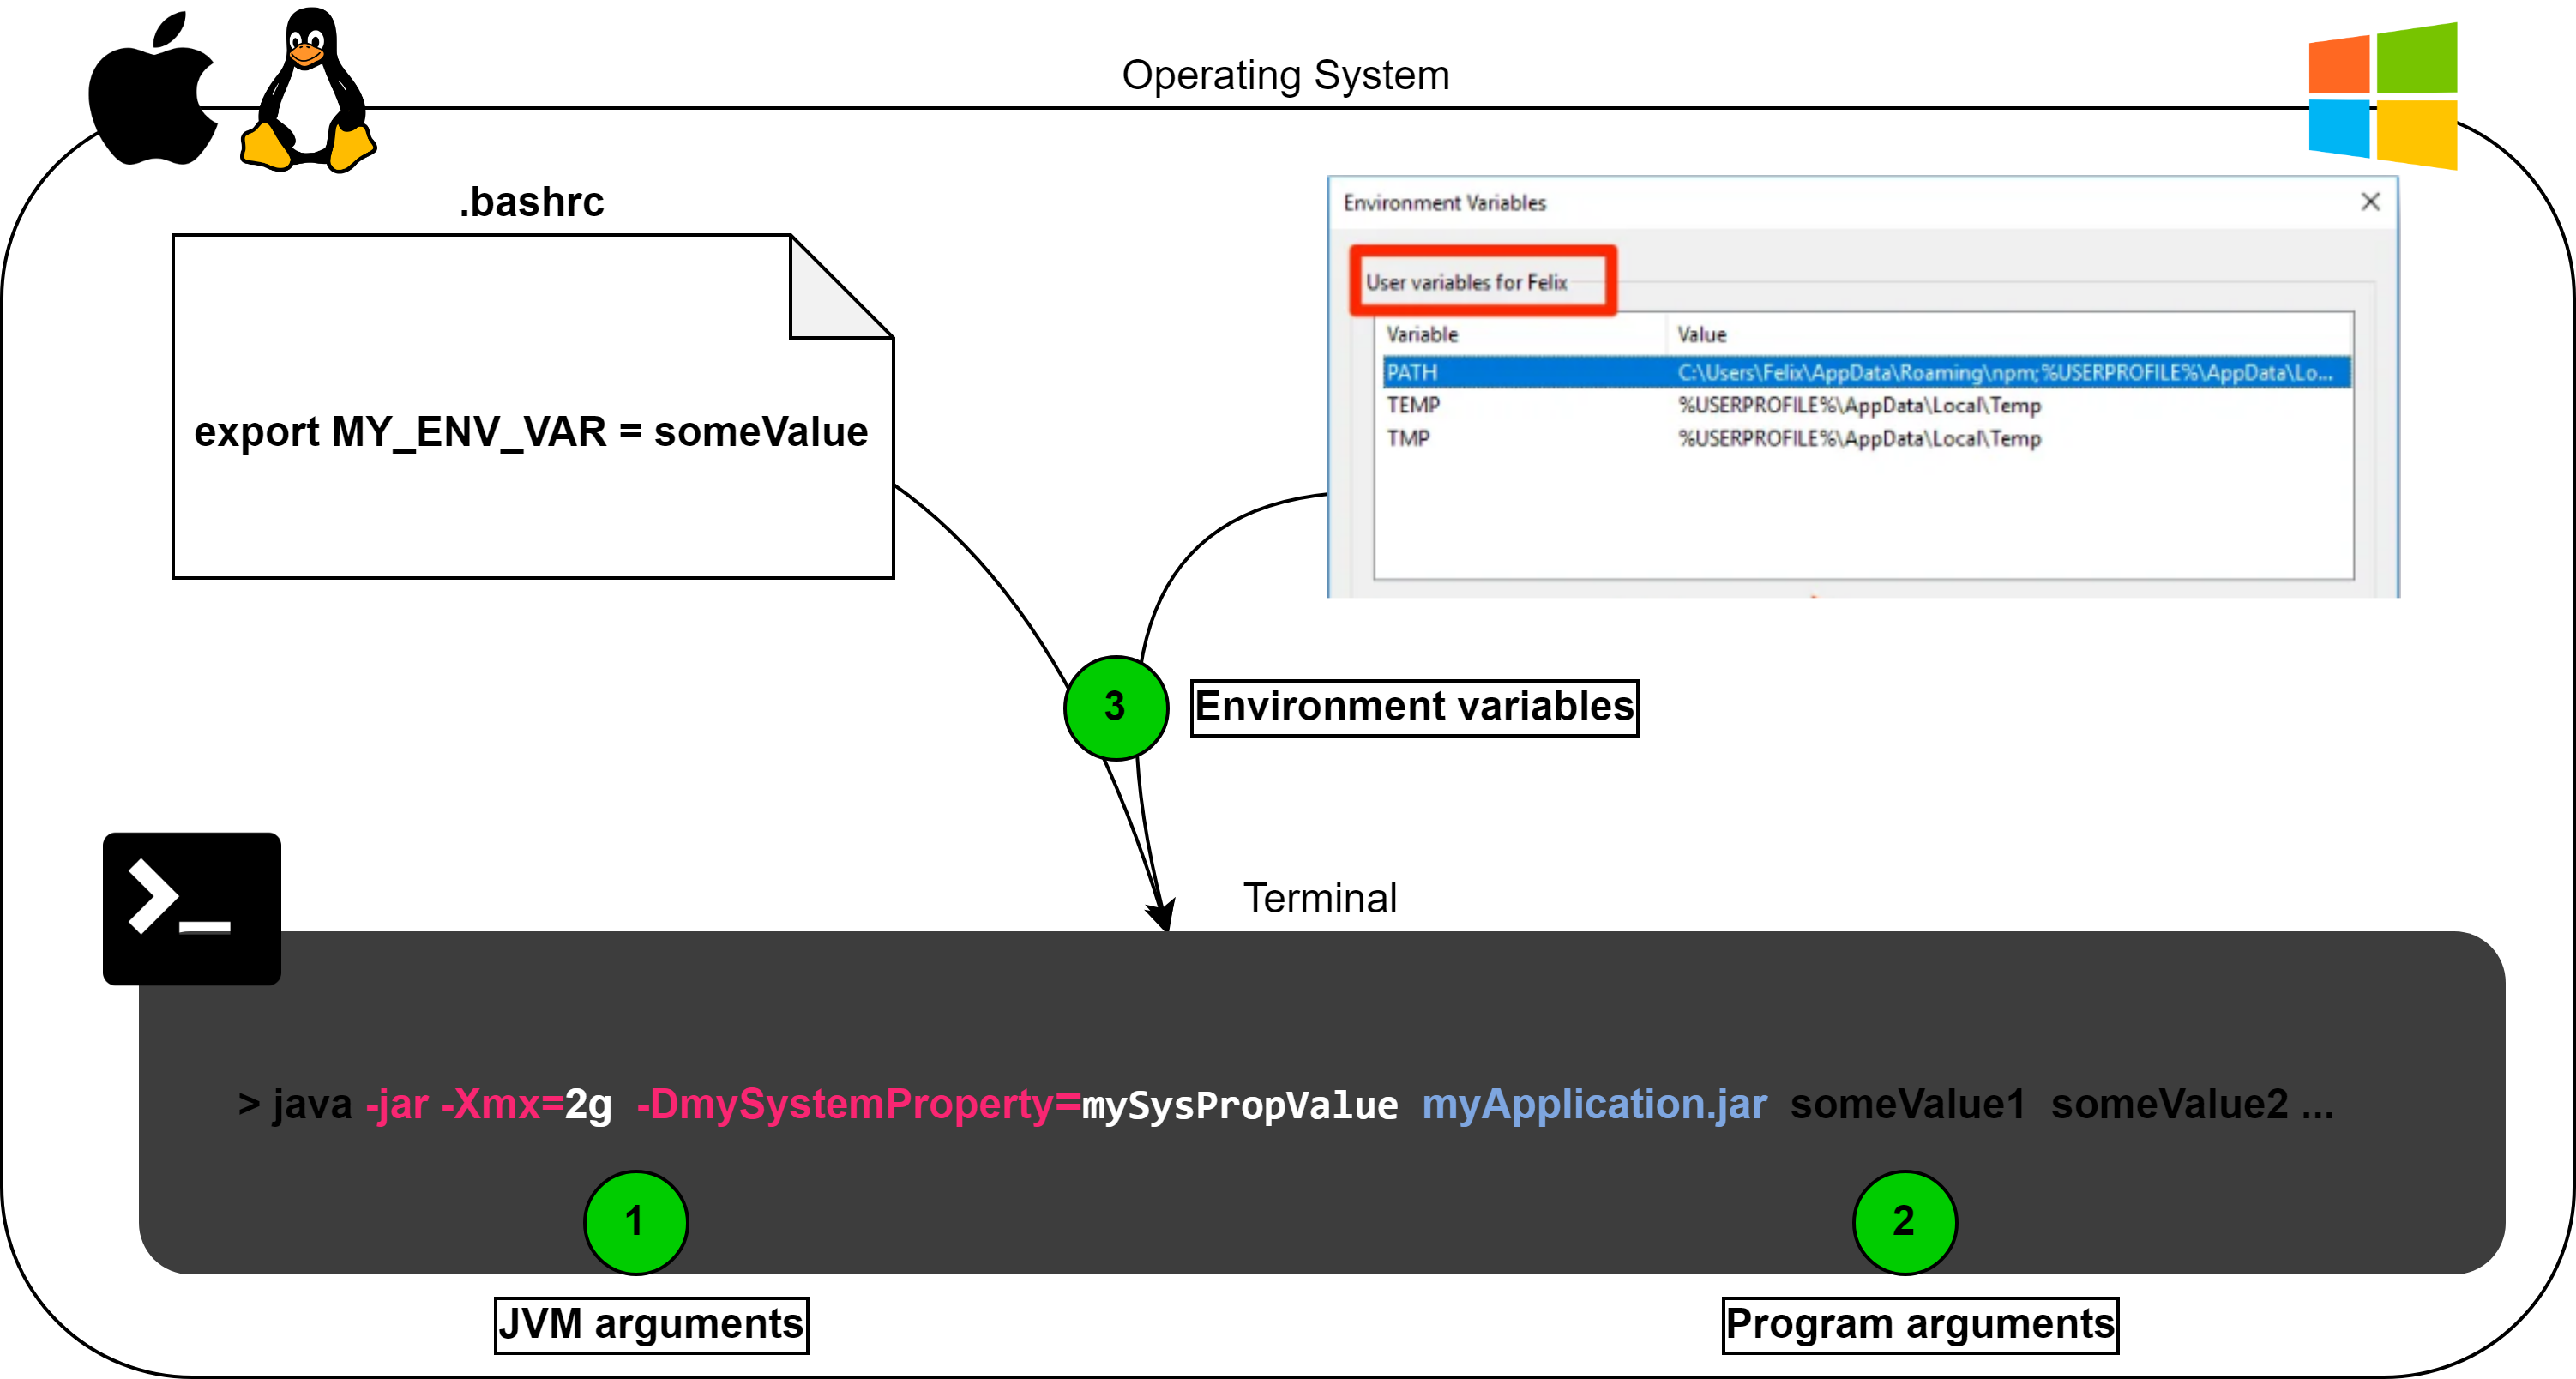 Operating System
.bashrc
export MY_ENV_VAR = someValue
Environment Variables
User variables for Felix
Variable Value
PATH C:\Users\Felix\AppData\Roaming\npm;%USERPROFILE%\AppData\Lo...
TEMP %USERPROFILE%\AppData\Local\Temp
TMP %USERPROFILE%\AppData\Local\Temp
3
Environment variables
Terminal
> java -jar -Xmx=2g -DmySystemProperty=mySysPropValue myApplication.jar someValue1 someValue2 ...
1
2
JVM arguments
Program arguments